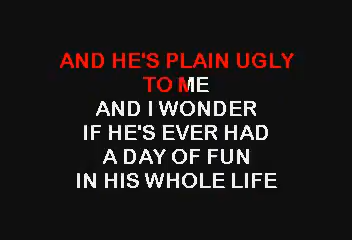 AND HE'S PLAIN UGLY
TO ME
AND I WONDER
IF HE'S EVER HAD
A DAY OF FUN
IN HIS WHOLE LIFE